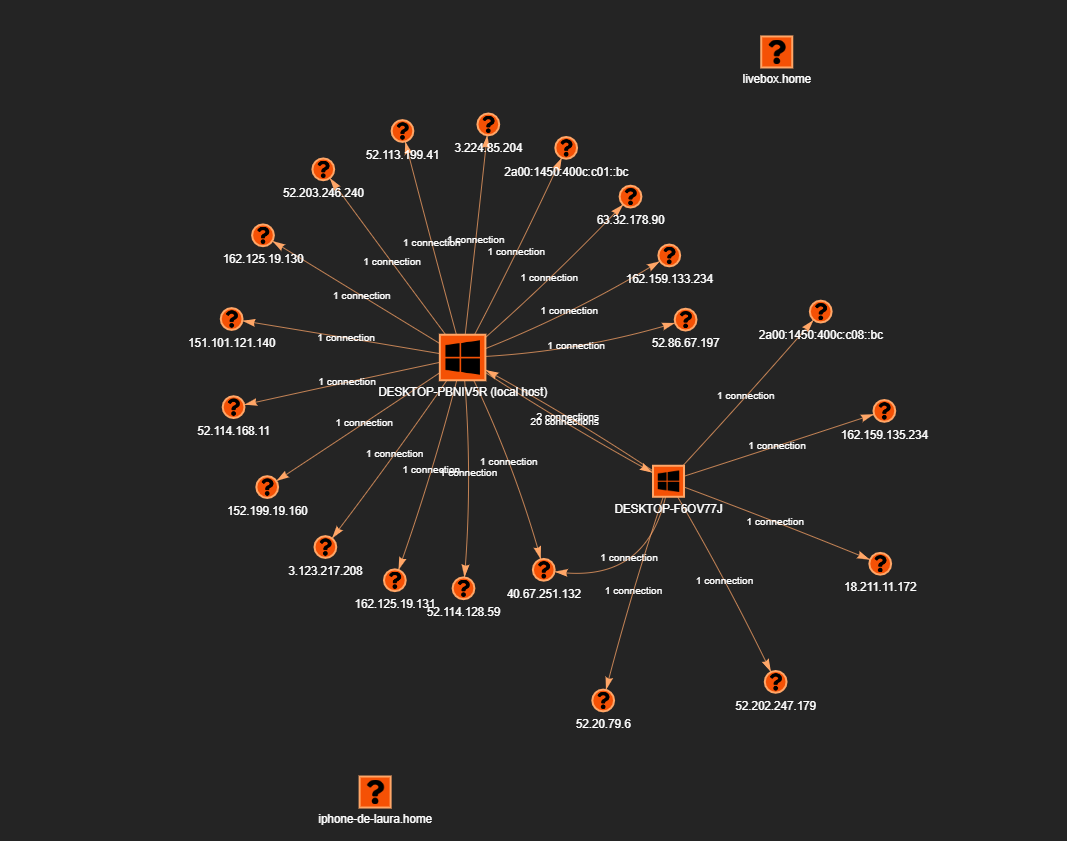 livebox.home
3.224.85.204
52.113.199.41
2a00:1450:400c:c01::bc
52.203.246.240
63.32.178.90
162.125.19.130
1 connection
1 connection
1 connection
1 connection
162.159.133.234
1 connection
1 connection
1 connection
2a00:1450:400c:c08::bc
151.101.121.140
1 connection
1 connection
52.86.67.197
1 connection
DESKTOP-PBNIV5R (local host)
1 connection
2 connections
20 connections
52.114.168.11
1 connection
162.159.135.234
1 connection
1 connection
1 connection
1 connection
1 connection
152.199.19.160
DESKTOP-F6OV77J
1 connection
3.123.217.208
1 connection
1 connection
18.211.11.172
162.125.19.131
52.114.128.59
40.67.251.132
1 connection
52.202.247.179
52.20.79.6
iphone-de-laura.home